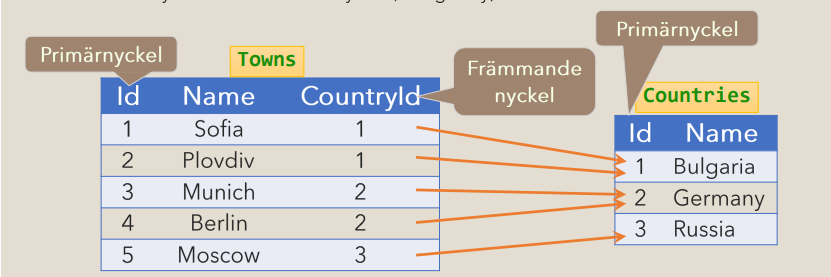 Primärnyckel
Towns
Främmande
nyckel
Id Name CountryId
1 Sofia 1
2 Plovdiv 1
3 Munich 2
4 Berlin 2
5 Moscow 3
Primärnyckel
Countries
Id Name
1 Bulgaria
2 Germany
3 Russia